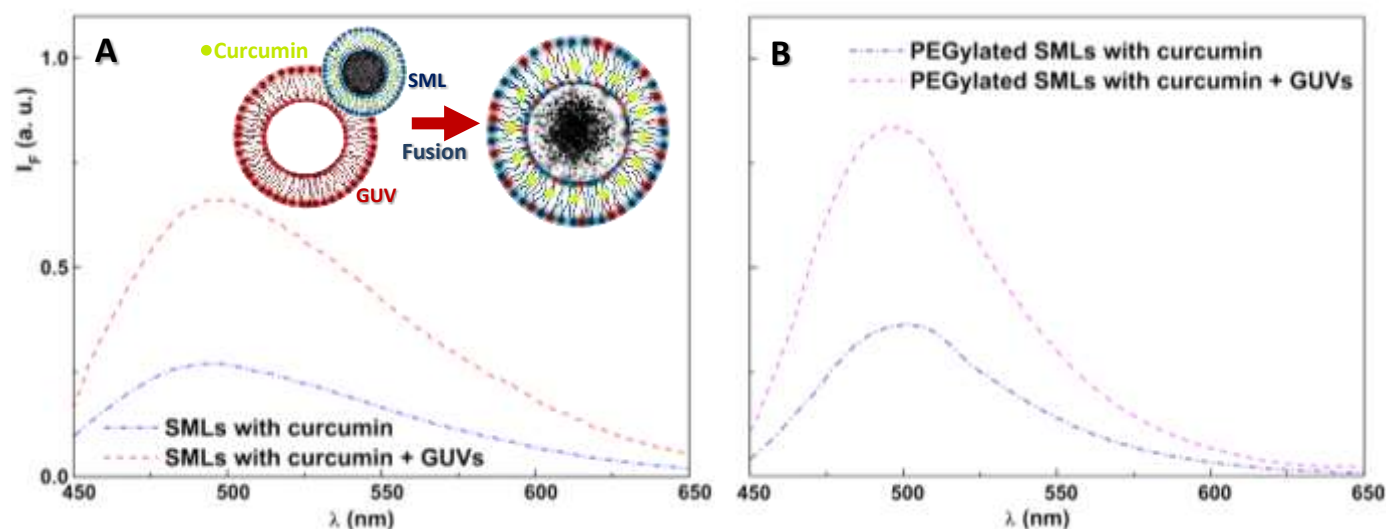 A
Curcumin
SML
Fusion
GUV
I_F (a. u.)
1.0
0.5
0.0
SMLs with curcumin
SMLs with curcumin + GUVs
450 500 550 600 650
λ (nm)
B
PEGylated SMLs with curcumin
PEGylated SMLs with curcumin + GUVs
450 500 550 600 650
λ (nm)